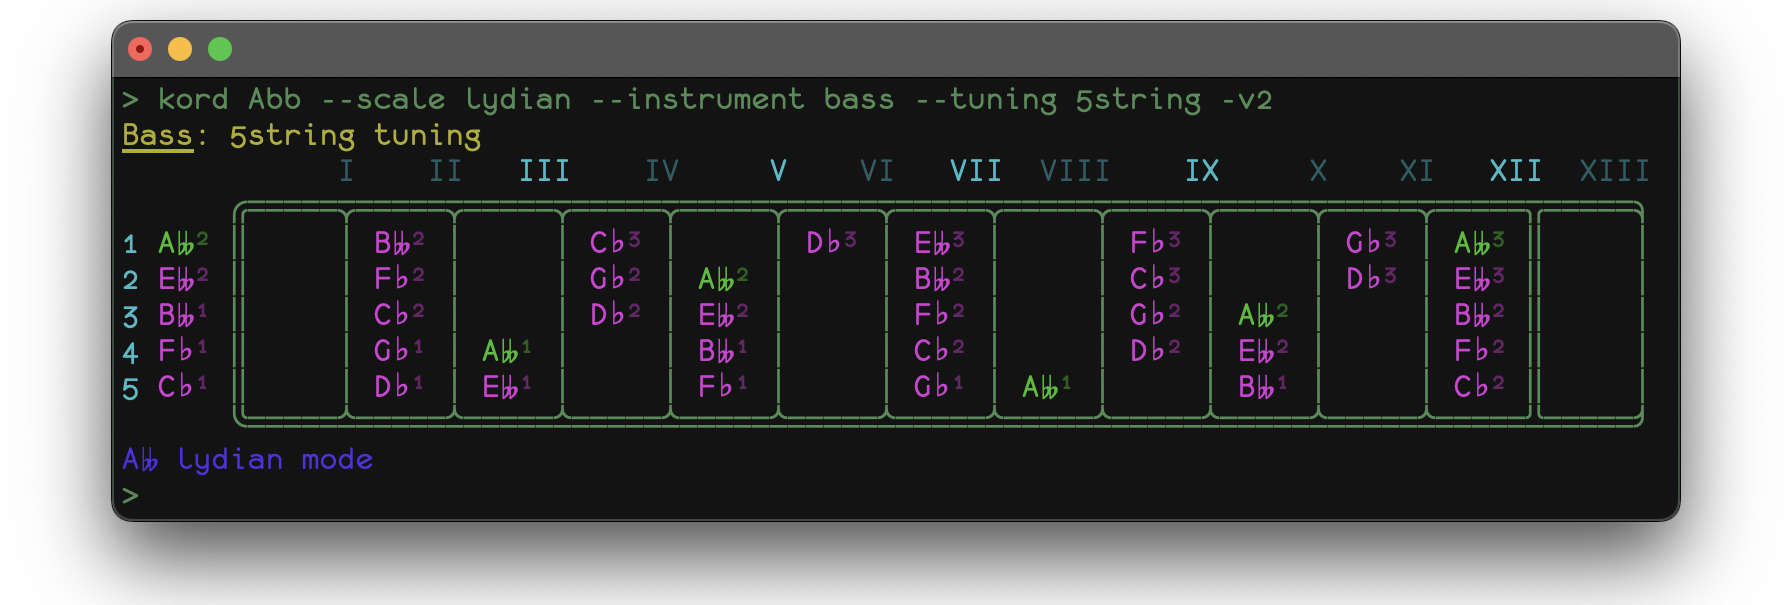 > kord Abb --scale lydian --instrument bass --tuning 5string -v2
Bass: 5string tuning
I II III IV V VI VII VIII IX X XI XII XIII
1 A𝄫² B𝄫² C♭³ D♭³ E𝄫³ F♭³ G♭³ A𝄫³
2 E𝄫² F♭² G♭² A𝄫² B𝄫² C♭³ D♭³ E𝄫³
3 B𝄫¹ C♭² D♭² E𝄫² F♭² G♭² A𝄫² B𝄫²
4 F♭¹ G♭¹ A𝄫¹ B𝄫¹ C♭² D♭² E𝄫² F♭²
5 C♭¹ D♭¹ E𝄫¹ F♭¹ G♭¹ A𝄫¹ B𝄫¹ C♭²
A𝄫 lydian mode
>